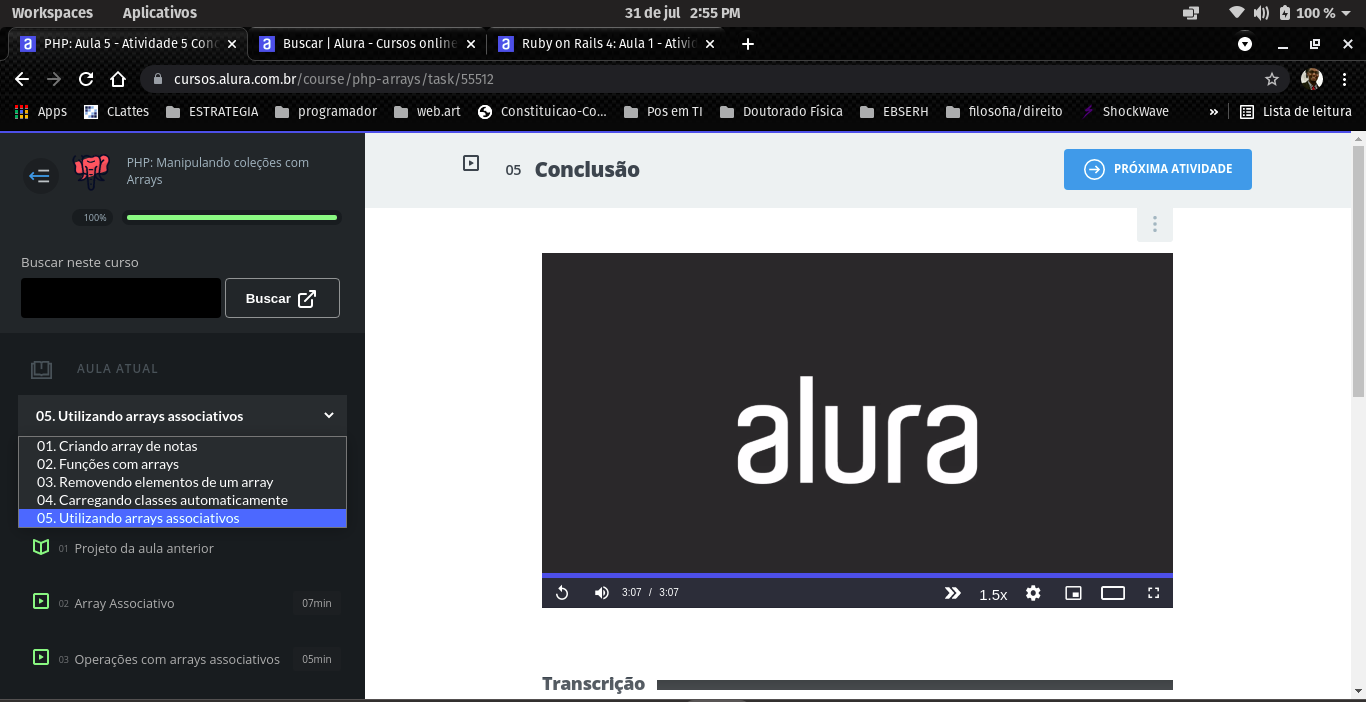 Workspaces Aplicativos 31 de jul 2:55 PM 100 %
PHP: Aula 5 - Atividade 5 Conc Buscar | Alura - Cursos online Ruby on Rails 4: Aula 1 - Ativid
cursos.alura.com.br/course/php-arrays/task/55512
Apps CLattes ESTRATEGIA programador web.art Constituicao-Co... Pos em TI Doutorado Física EBSERH filosofia/direito ShockWave » Lista de leitura
PHP: Manipulando coleções com
Arrays
100%
Buscar neste curso
Buscar
AULA ATUAL
05. Utilizando arrays associativos
01. Criando array de notas
02. Funções com arrays
03. Removendo elementos de um array
04. Carregando classes automaticamente
05. Utilizando arrays associativos
01 Projeto da aula anterior
02 Array Associativo 07min
03 Operações com arrays associativos 05min
05 Conclusão PRÓXIMA ATIVIDADE
alura
3:07 / 3:07 1.5x
Transcrição